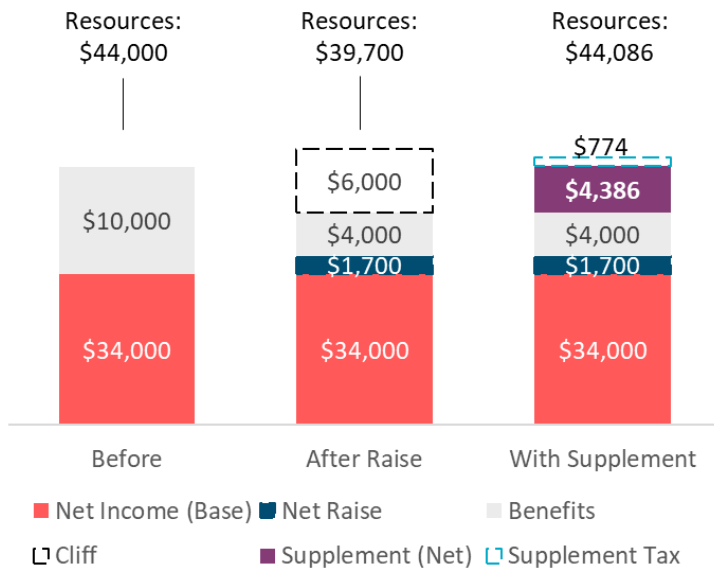 Resources: Resources: Resources:
$44,000 $39,700 $44,086
$774
$6,000 $4,386
$10,000 $4,000 $4,000
$1,700 $1,700
$34,000 $34,000 $34,000
Before After Raise With Supplement
Net Income (Base) Net Raise Benefits
Cliff Supplement (Net) Supplement Tax